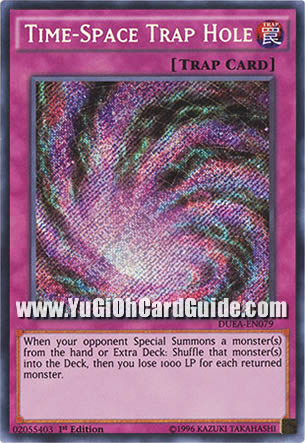 TIME-SPACE TRAP HOLE
TRAP
罠
[TRAP CARD]
www.YuGiOhCardGuide.com
DUEA-EN079
When your opponent Special Summons a monster(s)
from the hand or Extra Deck: Shuffle that monster(s)
into the Deck, then you lose 1000 LP for each returned
monster.
02055403 1st Edition ©1996 KAZUKI TAKAHASHI